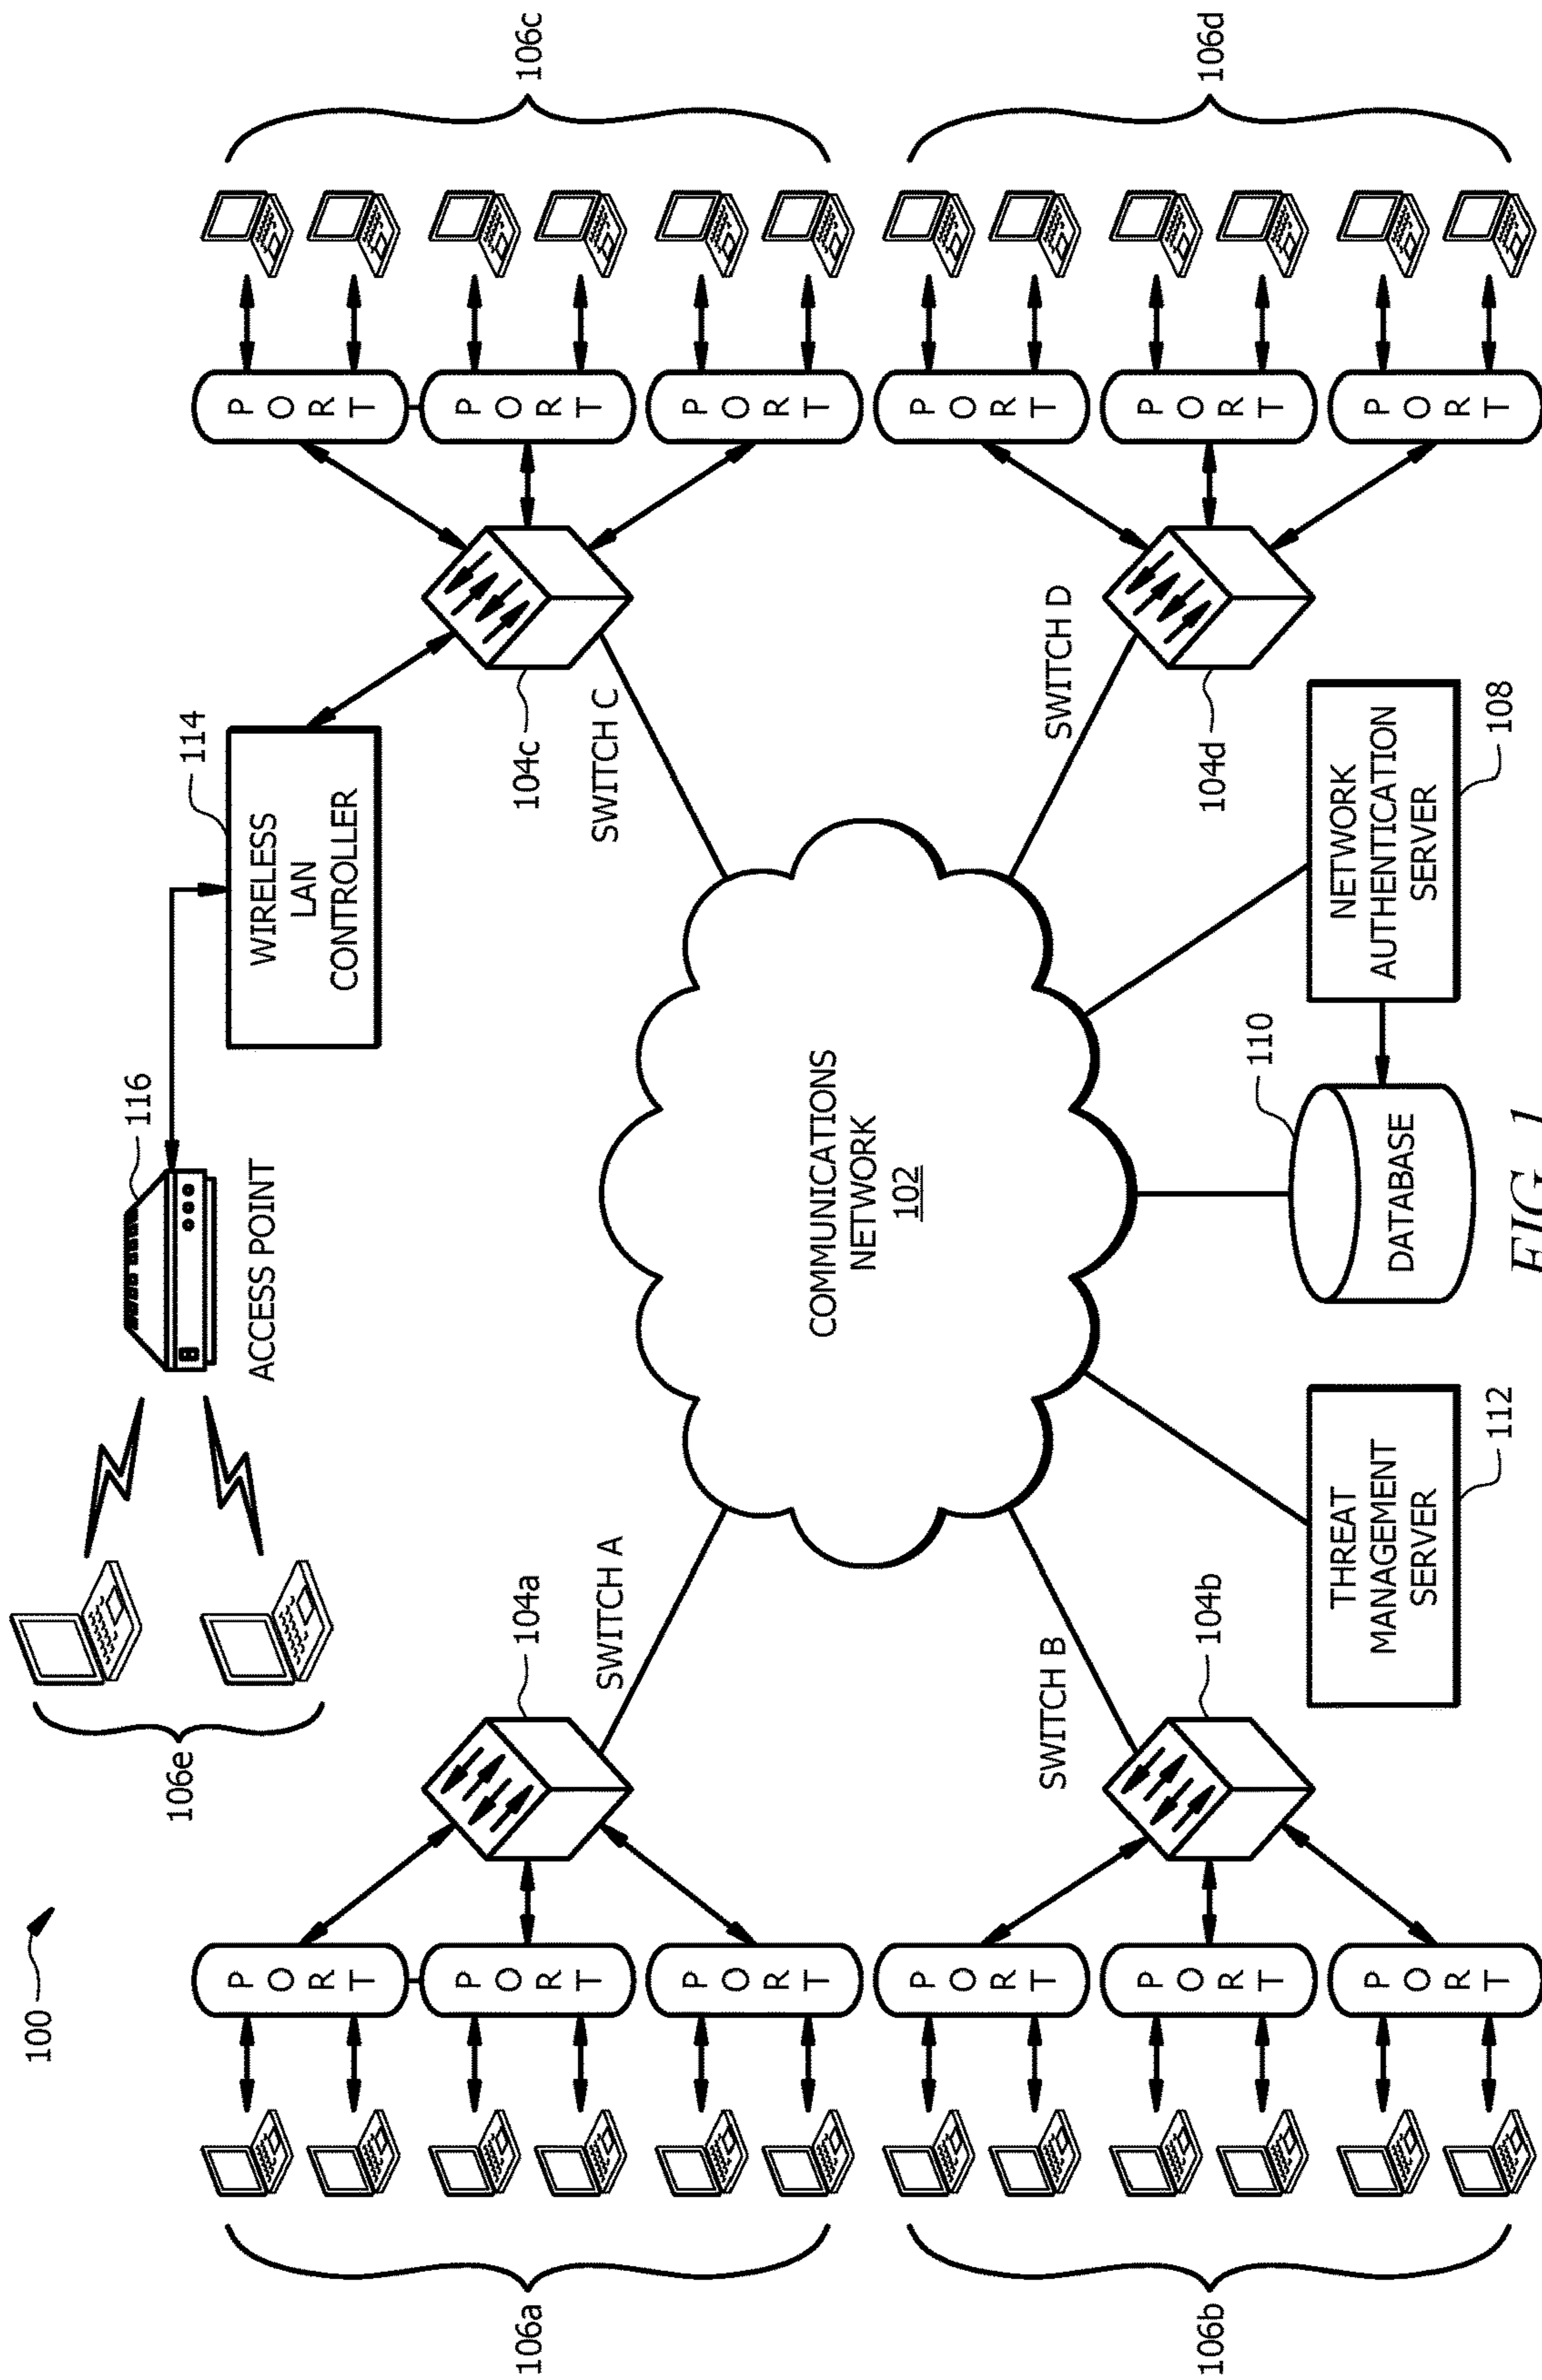 100
106e
116
ACCESS POINT
114
WIRELESS
LAN
CONTROLLER
106a
PORT
PORT
PORT
104a
SWITCH A
SWITCH C
104c
PORT
PORT
PORT
106c
COMMUNICATIONS
NETWORK
102
106b
PORT
PORT
PORT
SWITCH B
104b
SWITCH D
104d
PORT
PORT
PORT
106d
THREAT
MANAGEMENT
SERVER
112
110
DATABASE
NETWORK
AUTHENTICATION
SERVER
108
FIG. 1